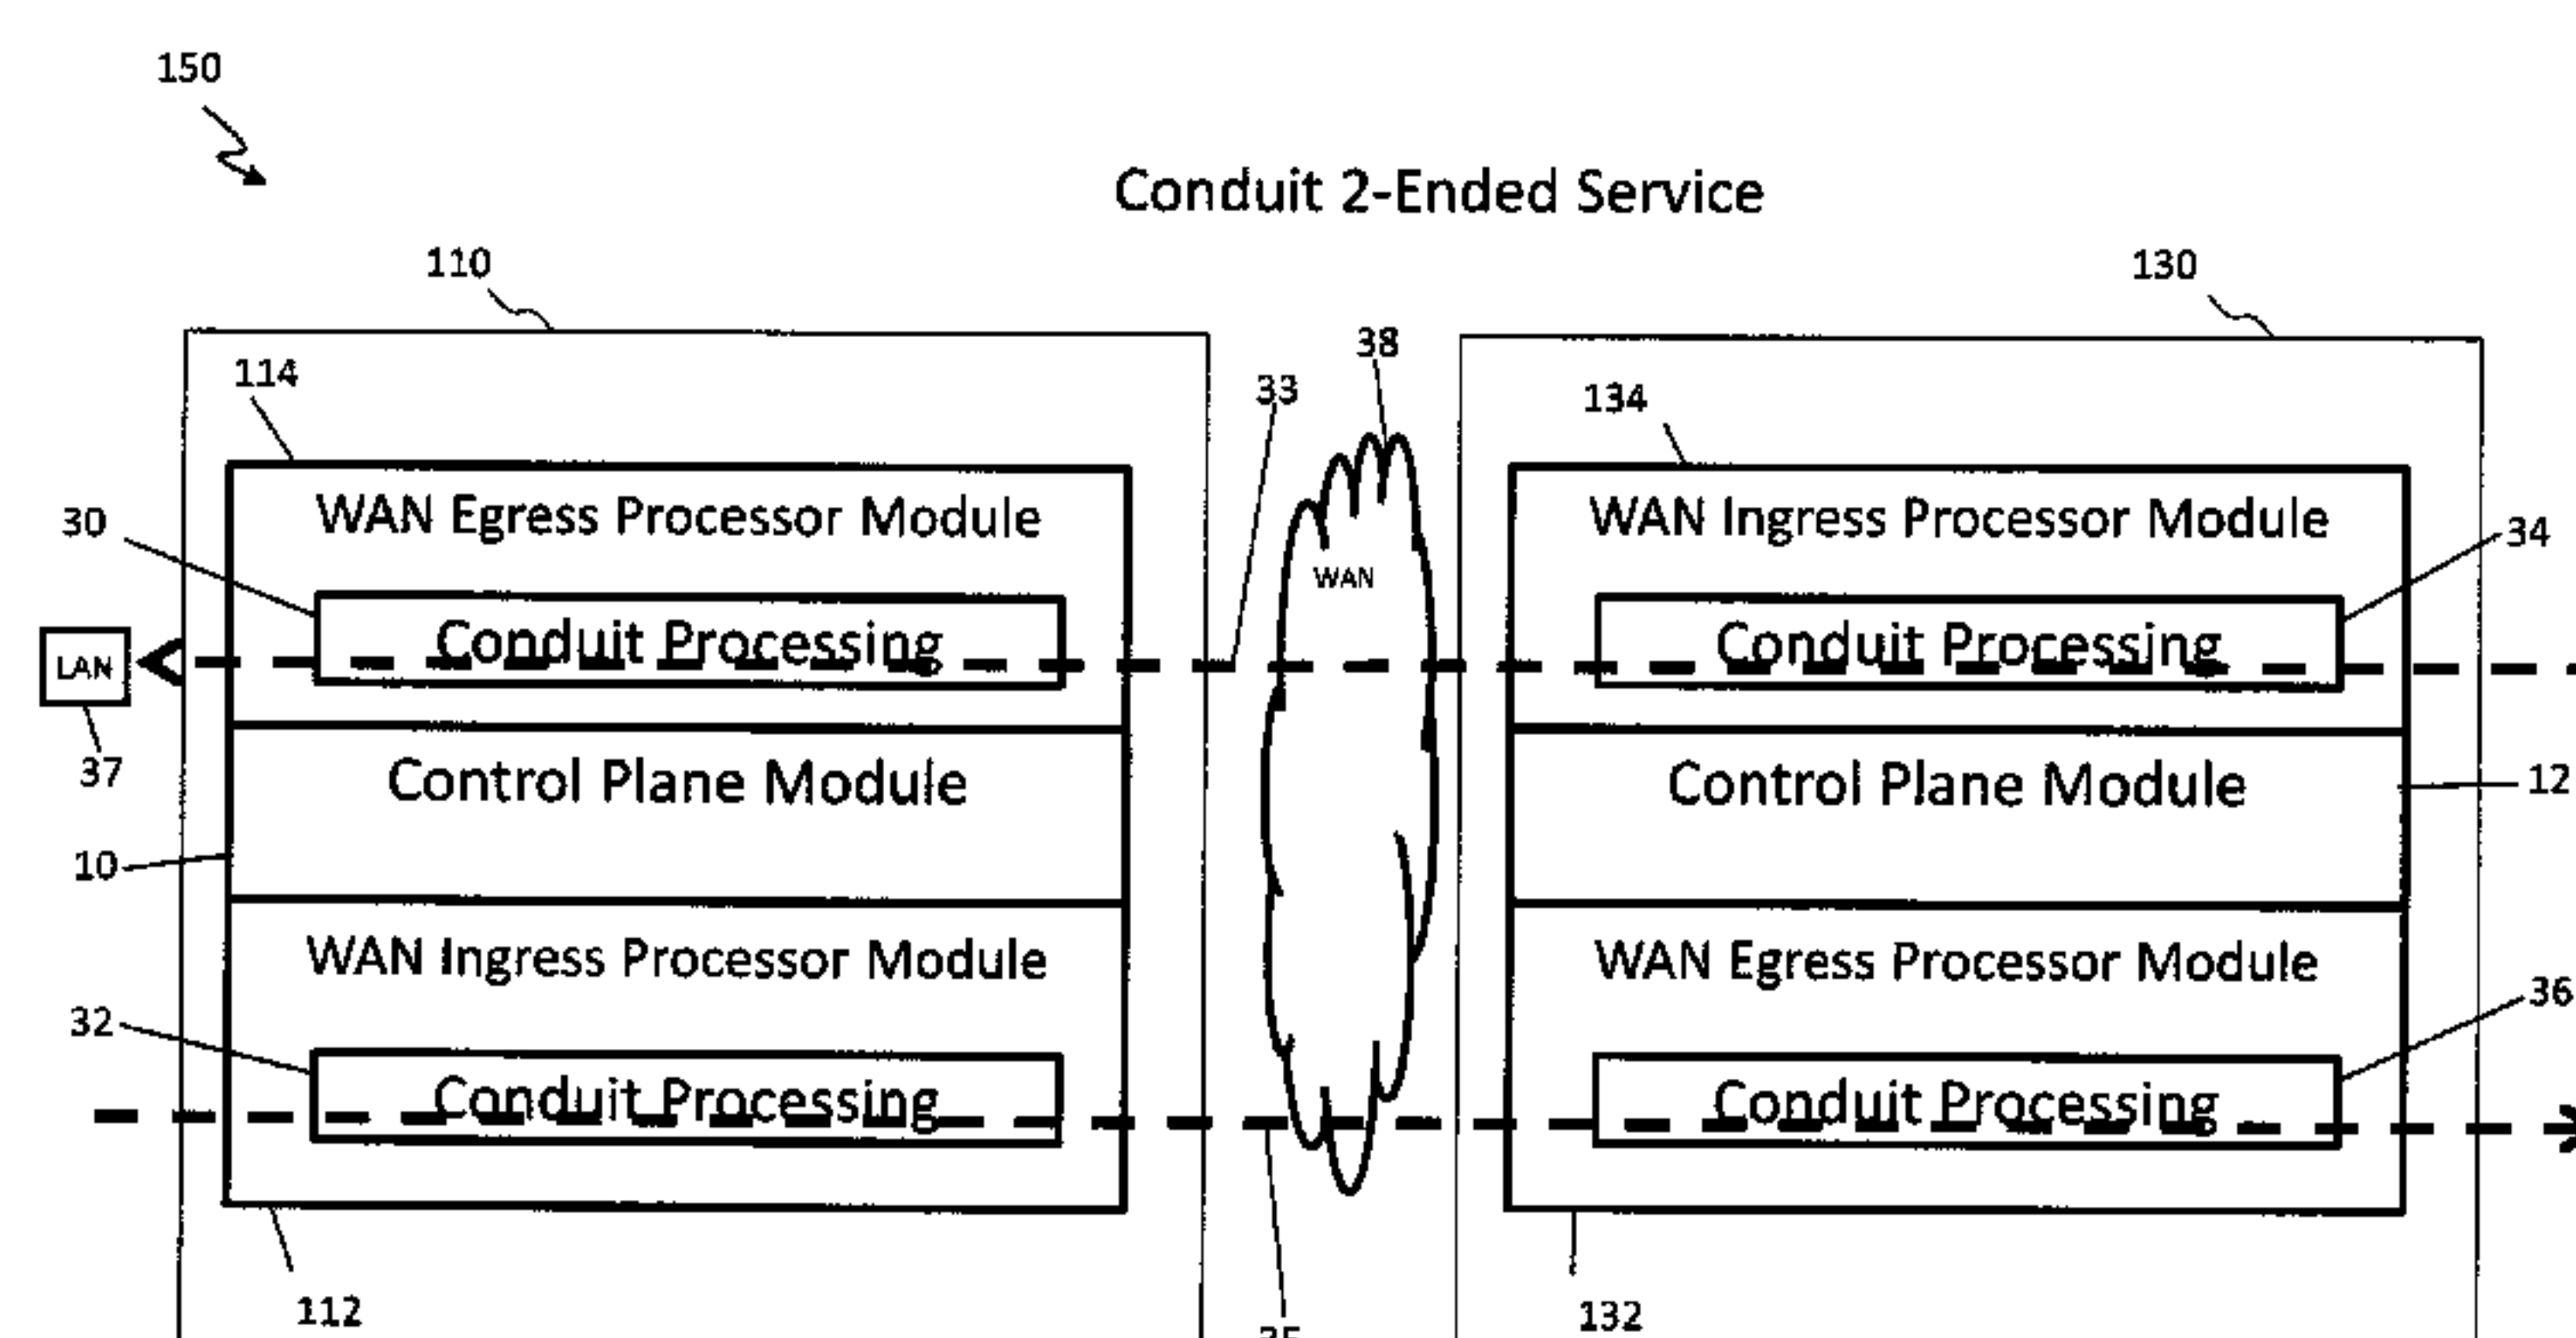 150
Conduit 2-Ended Service
110
130
38
114
33
134
WAN Egress Processor Module
WAN Ingress Processor Module
30
34
WAN
Conduit Processing
Conduit Processing
LAN
37
Control Plane Module
Control Plane Module
12
10
WAN Ingress Processor Module
WAN Egress Processor Module
32
36
Conduit Processing
Conduit Processing
112
132